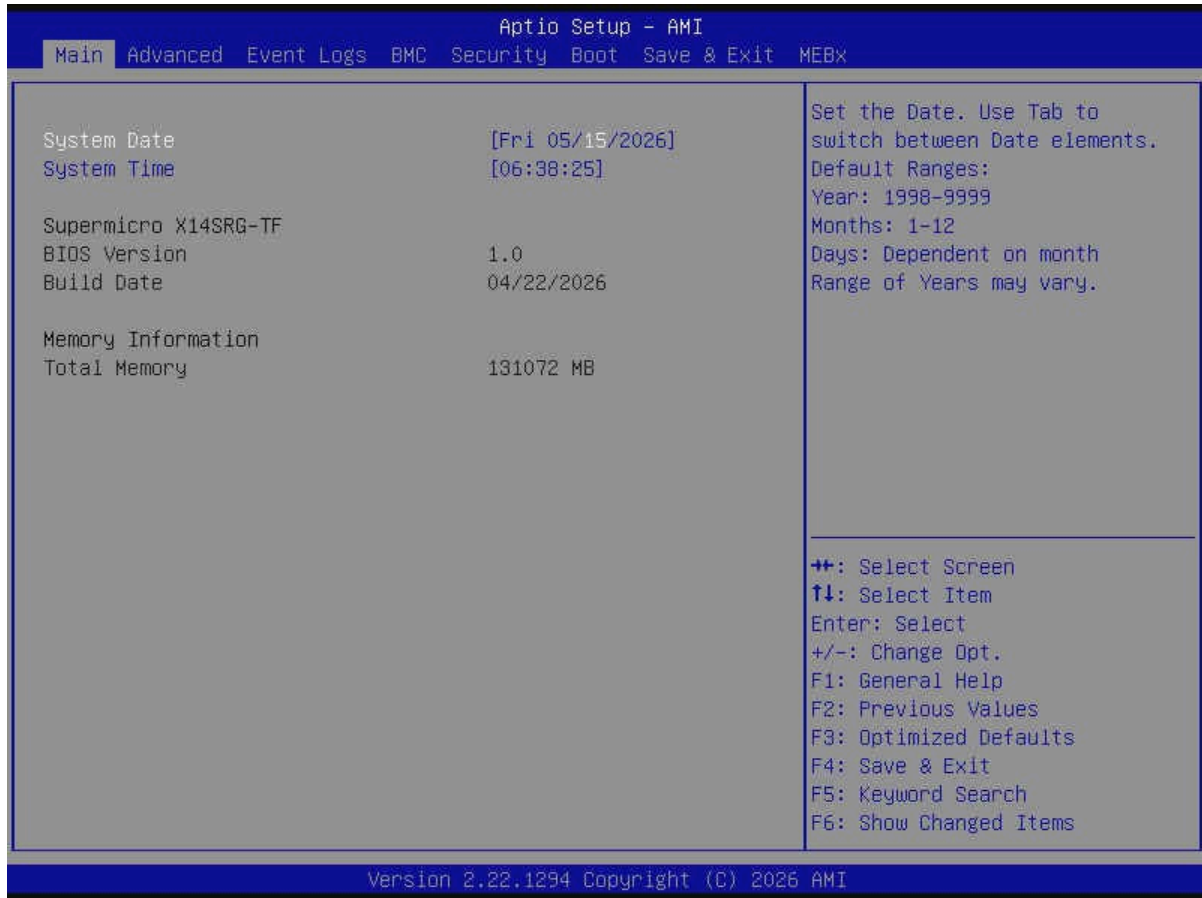 Aptio Setup – AMI
Main Advanced Event Logs BMC Security Boot Save & Exit MEBx
System Date [Fri 05/15/2026]
System Time [06:38:25]
Supermicro X14SRG-TF
BIOS Version 1.0
Build Date 04/22/2026
Memory Information
Total Memory 131072 MB
Set the Date. Use Tab to
switch between Date elements.
Default Ranges:
Year: 1998-9999
Months: 1-12
Days: Dependent on month
Range of Years may vary.
→←: Select Screen
↑↓: Select Item
Enter: Select
+/-: Change Opt.
F1: General Help
F2: Previous Values
F3: Optimized Defaults
F4: Save & Exit
F5: Keyword Search
F6: Show Changed Items
Version 2.22.1294 Copyright (C) 2026 AMI